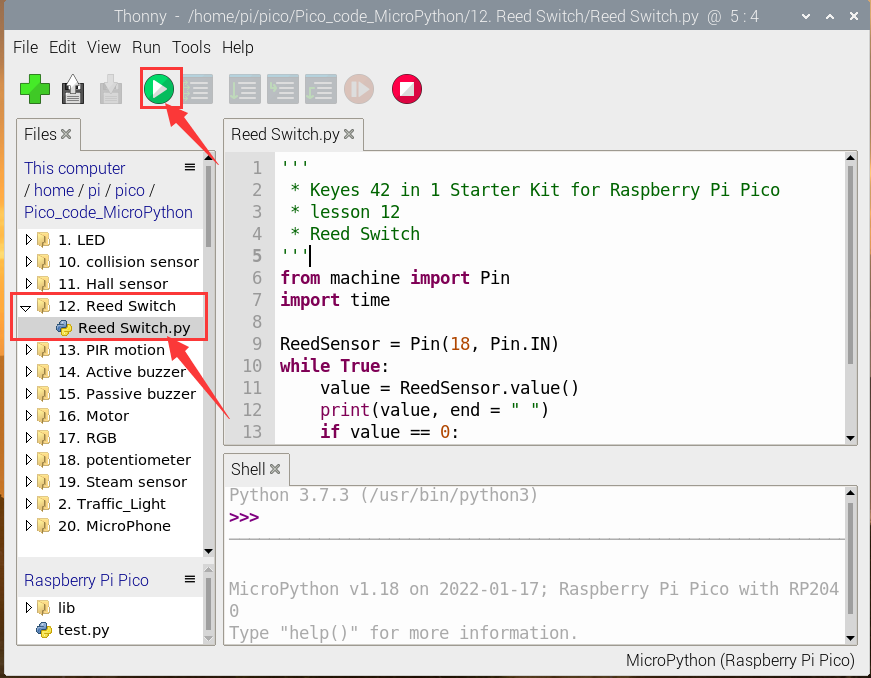 Thonny - /home/pi/pico/Pico_code_MicroPython/12. Reed Switch/Reed Switch.py @ 5 : 4
File Edit View Run Tools Help
Files
This computer
/ home / pi / pico /
Pico_code_MicroPython
1. LED
10. collision sensor
11. Hall sensor
12. Reed Switch
Reed Switch.py
13. PIR motion
14. Active buzzer
15. Passive buzzer
16. Motor
17. RGB
18. potentiometer
19. Steam sensor
2. Traffic_Light
20. MicroPhone
Raspberry Pi Pico
lib
test.py
Reed Switch.py
1 '''
2 * Keyes 42 in 1 Starter Kit for Raspberry Pi Pico
3 * lesson 12
4 * Reed Switch
5 '''
6 from machine import Pin
7 import time
8
9 ReedSensor = Pin(18, Pin.IN)
10 while True:
11 value = ReedSensor.value()
12 print(value, end = " ")
13 if value == 0:
Shell
Python 3.7.3 (/usr/bin/python3)
>>>
MicroPython v1.18 on 2022-01-17; Raspberry Pi Pico with RP204
0
Type "help()" for more information.
MicroPython (Raspberry Pi Pico)